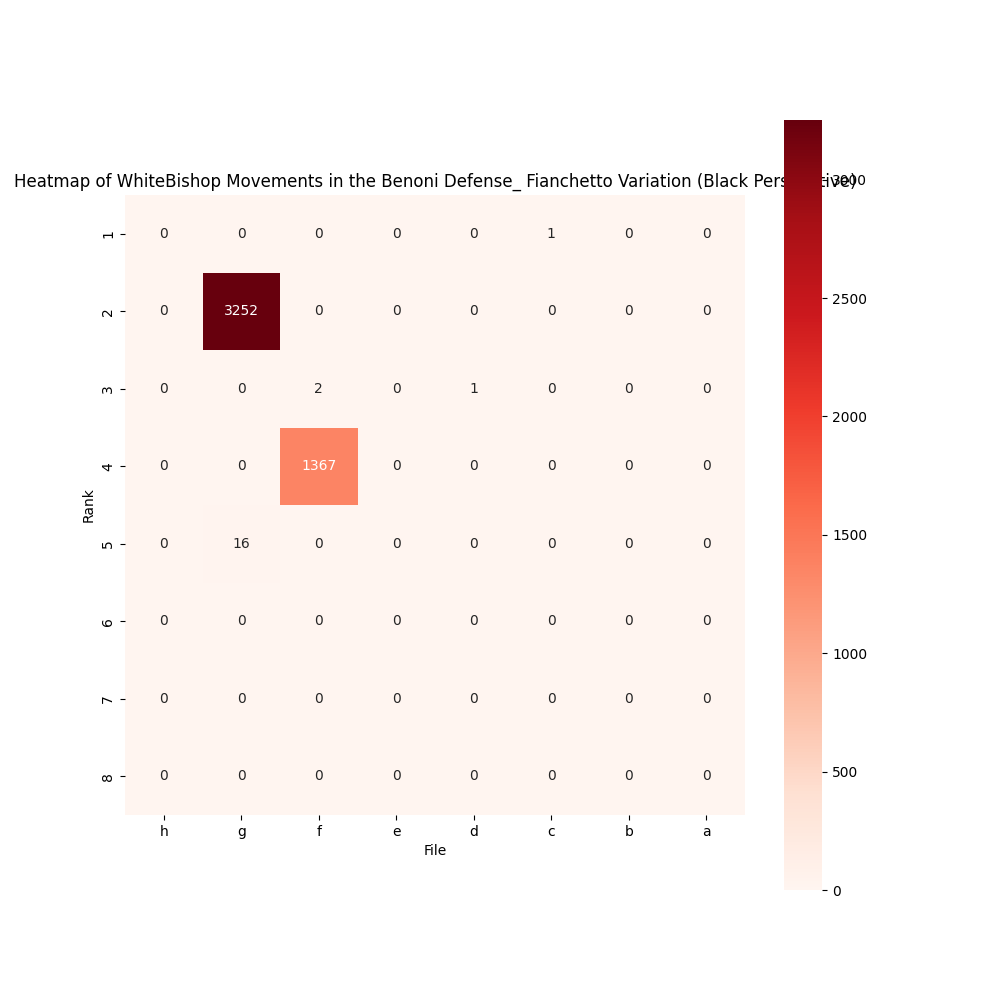 Heatmap of WhiteBishop Movements in the Benoni Defense_ Fianchetto Variation (Black
3000
1 0 0 0 0 0 1 0 0
2500
2 0 3252 0 0 0 0 0 0
3 0 0 2 0 1 0 0 0
2000
4 0 0 1367 0 0 0 0 0
Rank
1500
5 0 16 0 0 0 0 0 0
6 0 0 0 0 0 0 0 0
1000
7 0 0 0 0 0 0 0 0
8 0 0 0 0 0 0 0 0
500
h g f e d c b a
File
0